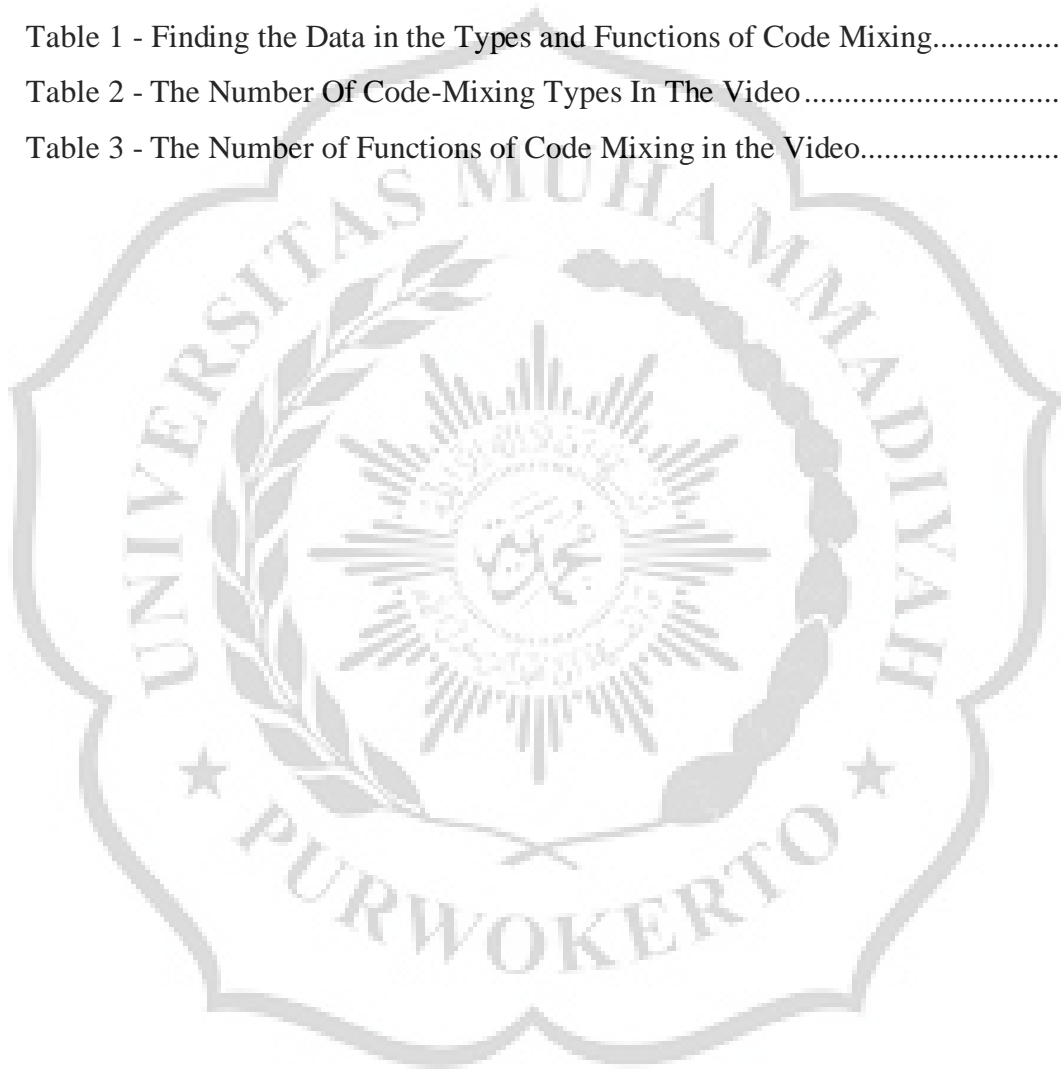 Table 1 - Finding the Data in the Types and Functions of Code Mixing................
Table 2 - The Number Of Code-Mixing Types In The Video................................
Table 3 - The Number of Functions of Code Mixing in the Video.........................
UNIVERSITAS MUHAMMADIYAH
PURWOKERTO